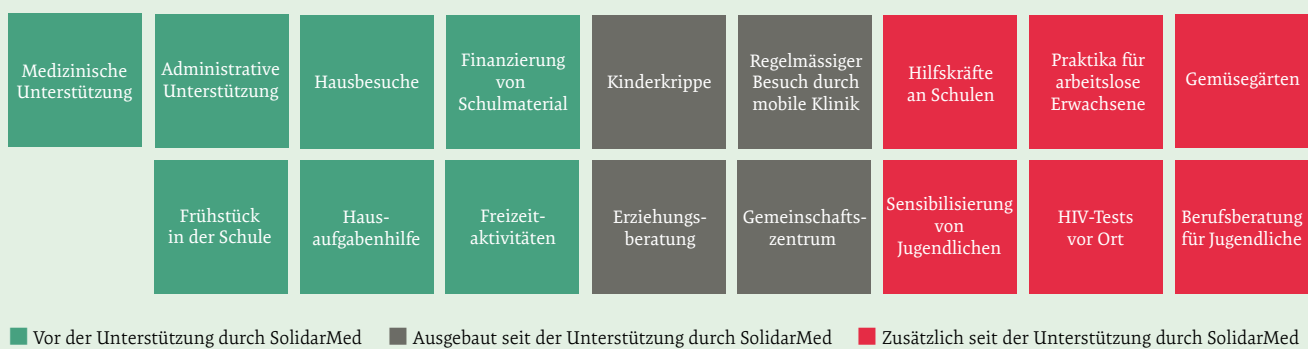 Medizinische
Unterstützung
Administrative
Unterstützung
Hausbesuche
Finanzierung
von
Schulmaterial
Kinderkrippe
Regelmässiger
Besuch durch
mobile Klinik
Hilfskräfte
an Schulen
Praktika für
arbeitslose
Erwachsene
Gemüsegärten
Frühstück
in der Schule
Haus-
aufgabenhilfe
Freizeit-
aktivitäten
Erziehungs-
beratung
Gemeinschafts-
zentrum
Sensibilisierung
von
Jugendlichen
HIV-Tests
vor Ort
Berufsberatung
für Jugendliche
Vor der Unterstützung durch SolidarMed
Ausgebaut seit der Unterstützung durch SolidarMed
Zusätzlich seit der Unterstützung durch SolidarMed